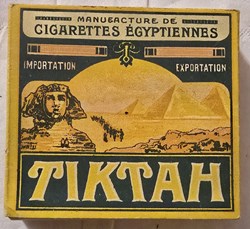 MANUFACTURE DE
CIGARETTES ÉGYPTIENNES
IMPORTATION EXPORTATION
TIKTAH